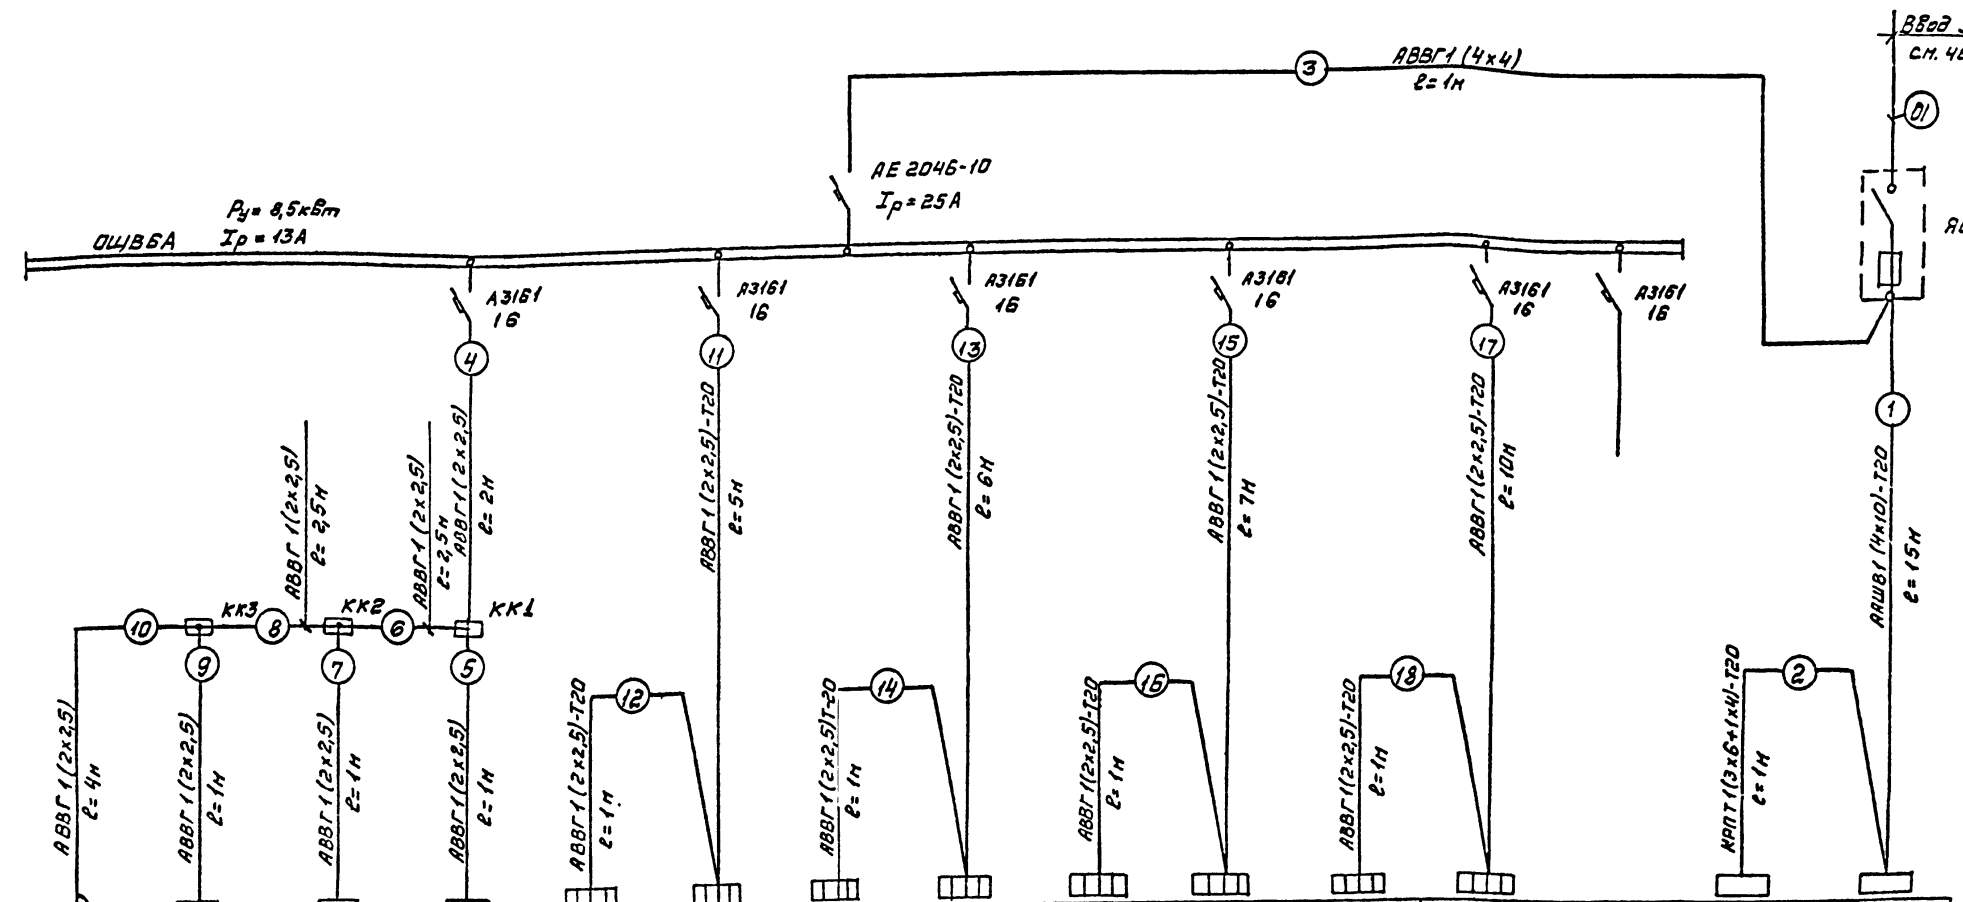 Ввод
см.
АВВГ1 (4х4)
ℓ=1м
3
01
АЕ 2046-10
Iр=25А
Ру=8,5кВт
Iр=13А
ОЩВ6А
А3161
16
А3161
16
А3161
16
А3161
16
А3161
16
А3161
16
4
11
13
15
17
1
АВВГ1(2х2,5)
ℓ=2,5м
АВВГ1(2х2,5)
ℓ=2,5м
АВВГ1(2х2,5)
ℓ=2м
АВВГ1(2х2,5)-Т20
ℓ=5м
АВВГ1(2х2,5)-Т20
ℓ=6м
АВВГ1(2х2,5)-Т20
ℓ=7м
АВВГ1(2х2,5)-Т20
ℓ=10м
ААШВ1(4х10)-Т20
ℓ=15м
10
кк3
8
кк2
6
кк1
9
7
5
12
14
16
18
2
АВВГ1(2х2,5)
ℓ=4м
АВВГ1(2х2,5)
ℓ=1м
АВВГ1(2х2,5)
ℓ=1м
АВВГ1(2х2,5)
ℓ=1м
АВВГ1(2х2,5)-Т20
ℓ=1м
АВВГ1(2х2,5)Т-20
ℓ=1м
АВВГ1(2х2,5)-Т20
ℓ=1м
АВВГ1(2х2,5)-Т20
ℓ=1м
КРПТ1(3х6+1х4)-Т20
ℓ=1м